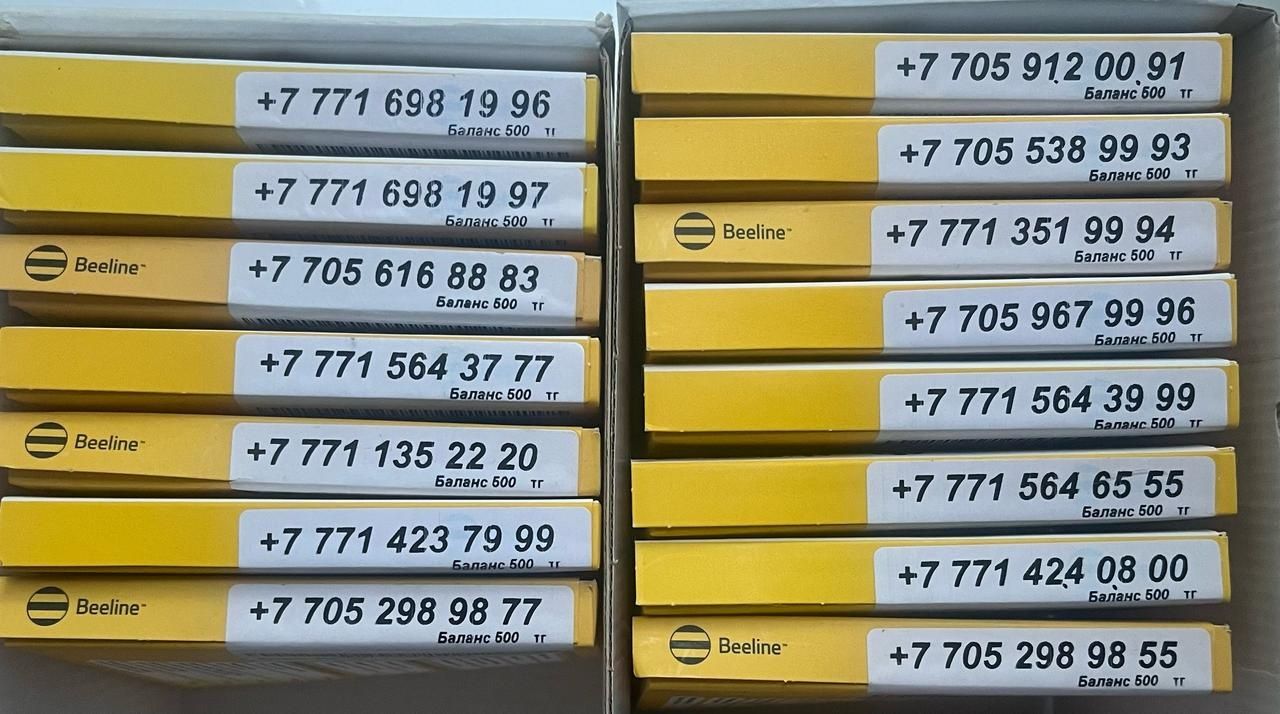 +7 771 698 19 96
Баланс 500 тг
+7 771 698 19 97
Баланс 500 тг
Beeline™ +7 705 616 88 83
Баланс 500 тг
+7 771 564 37 77
Баланс 500 тг
Beeline™ +7 771 135 22 20
Баланс 500 тг
+7 771 423 79 99
Баланс 500 тг
Beeline™ +7 705 298 98 77
Баланс 500 тг
+7 705 912 00 91
Баланс 500 тг
+7 705 538 99 93
Баланс 500 тг
Beeline™ +7 771 351 99 94
Баланс 500 тг
+7 705 967 99 96
Баланс 500 тг
+7 771 564 39 99
Баланс 500 тг
+7 771 564 65 55
Баланс 500 тг
+7 771 424 08 00
Баланс 500 тг
Beeline™ +7 705 298 98 55
Баланс 500 тг